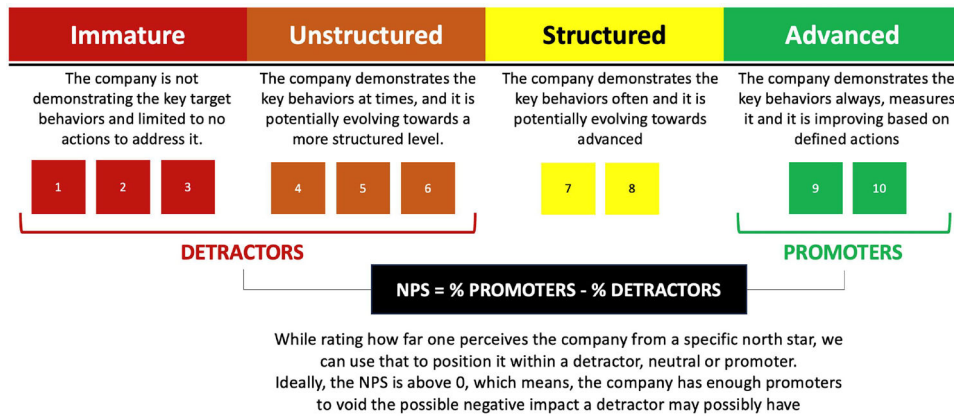 Immature
Unstructured
Structured
Advanced
The company is not
demonstrating the key target
behaviors and limited to no
actions to address it.
The company demonstrates the
key behaviors at times, and it is
potentially evolving towards a
more structured level.
The company demonstrates the
key behaviors often and it is
potentially evolving towards
advanced
The company demonstrates the
key behaviors always, measures
it and it is improving based on
defined actions
1 2 3 4 5 6 7 8 9 10
DETRACTORS
PROMOTERS
NPS = % PROMOTERS - % DETRACTORS
While rating how far one perceives the company from a specific north star, we
can use that to position it within a detractor, neutral or promoter.
Ideally, the NPS is above 0, which means, the company has enough promoters
to void the possible negative impact a detractor may possibly have